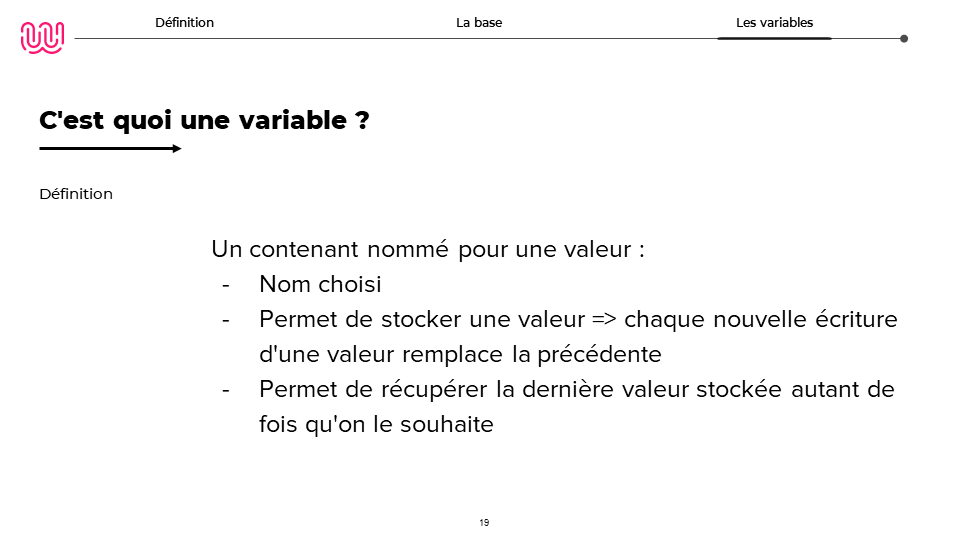 Définition
La base
Les variables
C'est quoi une variable ?
Définition
Un contenant nommé pour une valeur :
- Nom choisi
- Permet de stocker une valeur => chaque nouvelle écriture
d'une valeur remplace la précédente
- Permet de récupérer la dernière valeur stockée autant de
fois qu'on le souhaite
19